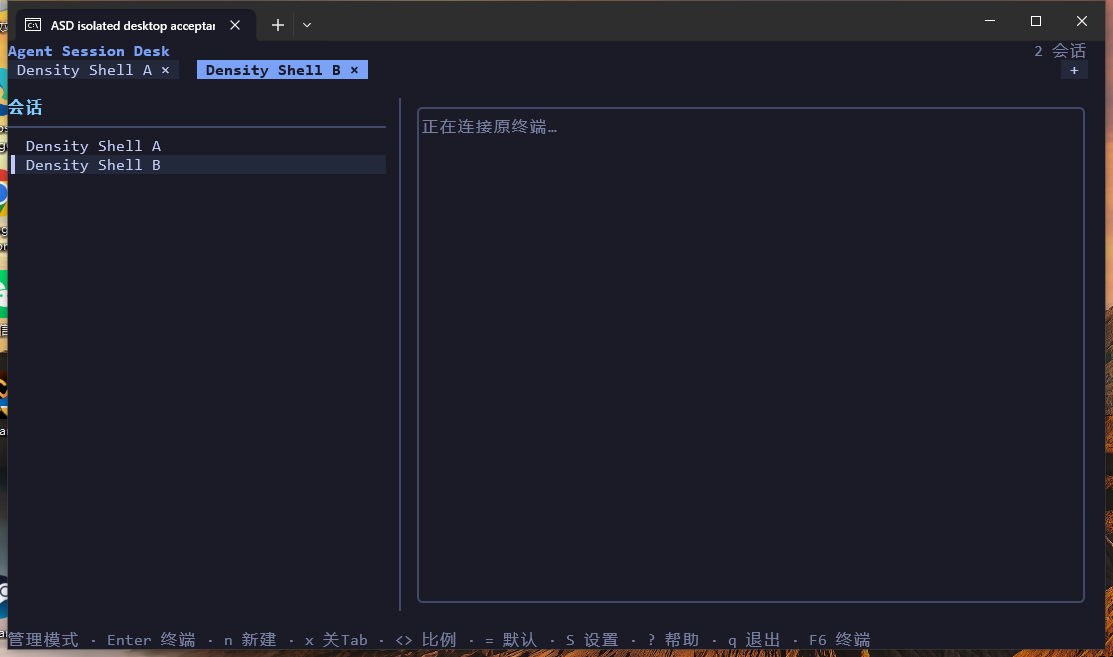 ASD isolated desktop acceptar
Agent Session Desk 2 会话
Density Shell A × Density Shell B × +
会话
正在连接原终端…
Density Shell A
Density Shell B
管理模式 · Enter 终端 · n 新建 · x 关Tab · <> 比例 · = 默认 · S 设置 · ? 帮助 · q 退出 · F6 终端